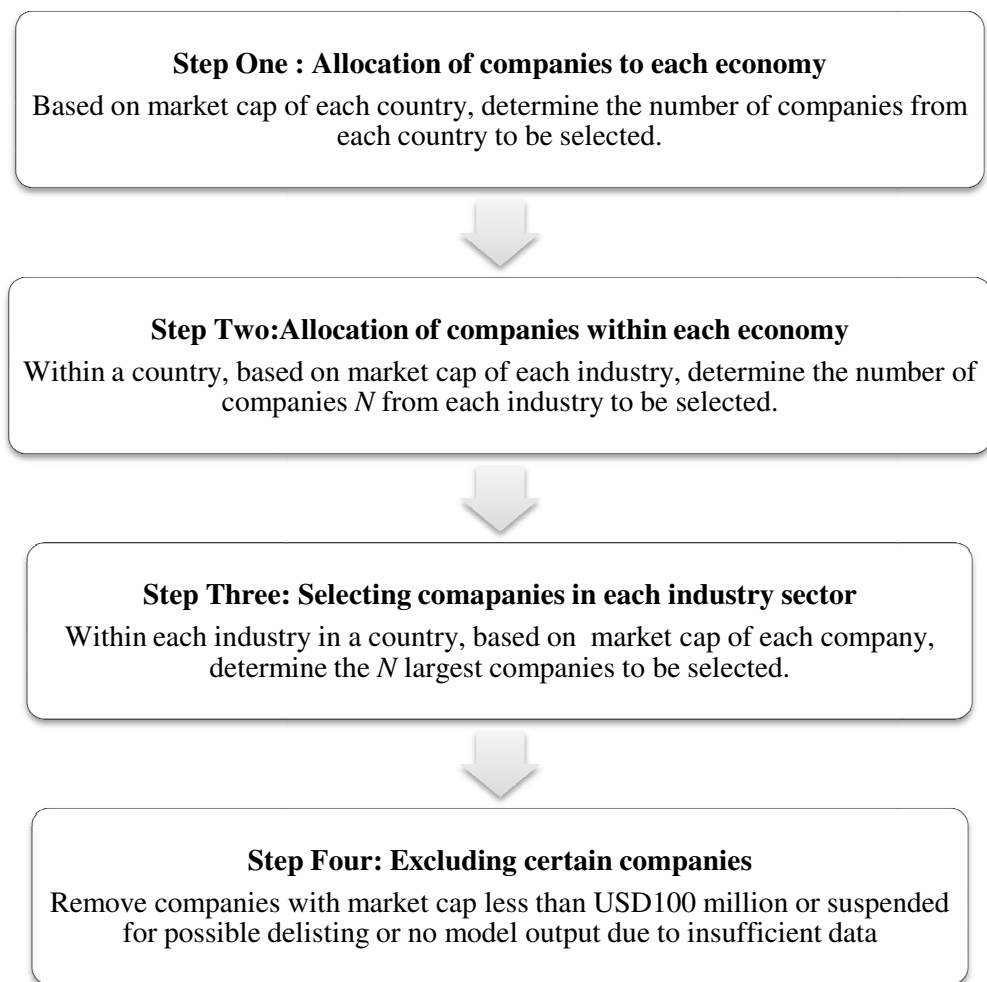 Step One : Allocation of companies to each economy
Based on market cap of each country, determine the number of companies from
each country to be selected.
Step Two:Allocation of companies within each economy
Within a country, based on market cap of each industry, determine the number of
companies N from each industry to be selected.
Step Three: Selecting comapanies in each industry sector
Within each industry in a country, based on market cap of each company,
determine the N largest companies to be selected.
Step Four: Excluding certain companies
Remove companies with market cap less than USD100 million or suspended
for possible delisting or no model output due to insufficient data